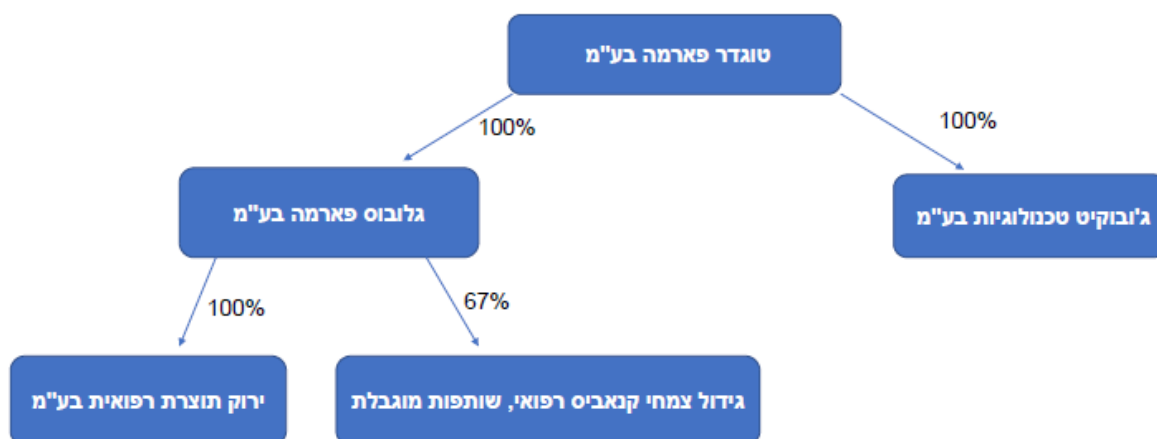 טוגדר פארמה בע"מ
100%
100%
גלובוס פארמה בע"מ
ג'ובוקיט טכנולוגיות בע"מ
100%
67%
ירוק תוצרת רפואית בע"מ
גידול צמחי קנאביס רפואי, שותפות מוגבלת